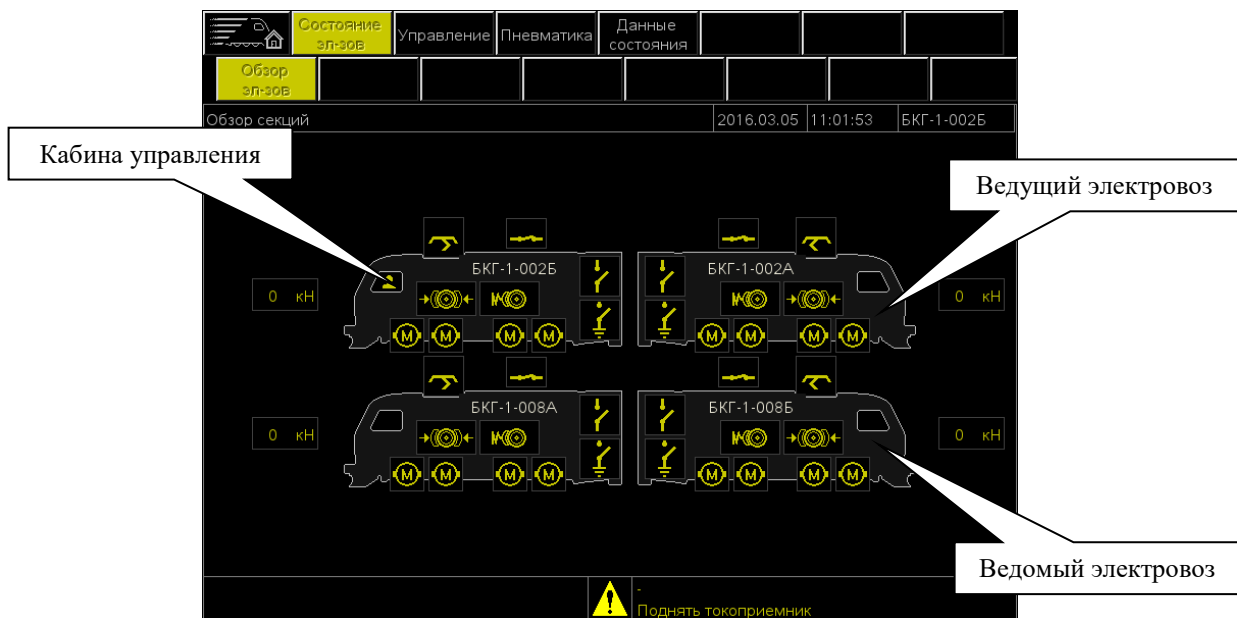 Состояние эл-зов
Управление
Пневматика
Данные состояния
Обзор эл-зов
Обзор секций
2016.03.05
11:01:53
БКГ-1-002Б
Кабина управления
Ведущий электровоз
БКГ-1-002Б
БКГ-1-002А
0 кН
0 кН
М М М М
М М М М
БКГ-1-008А
БКГ-1-008Б
0 кН
0 кН
М М М М
М М М М
Ведомый электровоз
-
Поднять токоприемник